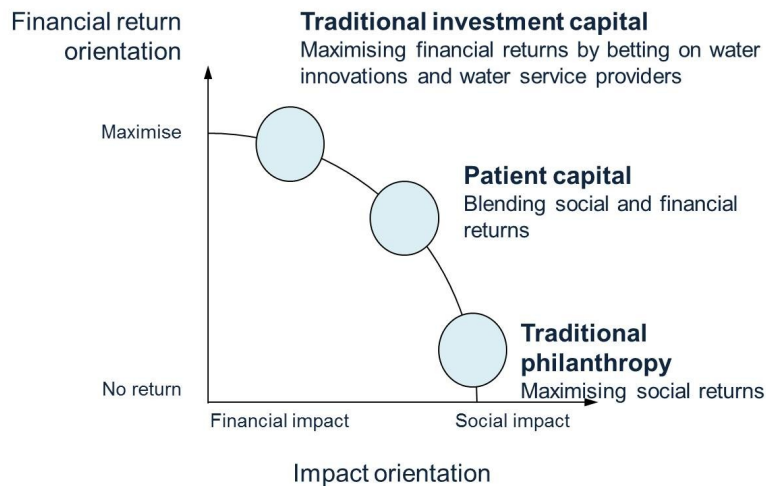 Financial return
orientation
Traditional investment capital
Maximising financial returns by betting on water
innovations and water service providers
Maximise
Patient capital
Blending social and financial
returns
Traditional
philanthropy
Maximising social returns
No return
Financial impact
Social impact
Impact orientation